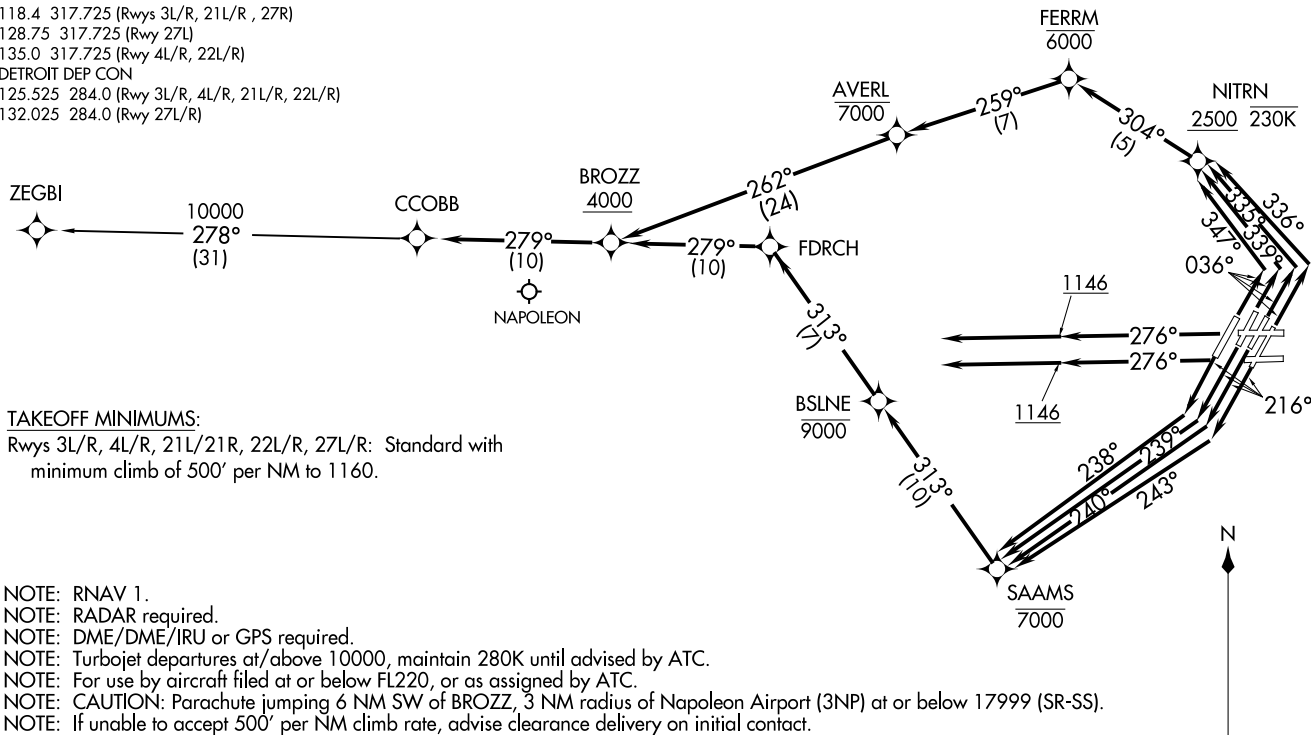 118.4 317.725 (Rwys 3L/R, 21L/R , 27R)
128.75 317.725 (Rwy 27L)
135.0 317.725 (Rwy 4L/R, 22L/R)
DETROIT DEP CON
125.525 284.0 (Rwy 3L/R, 4L/R, 21L/R, 22L/R)
132.025 284.0 (Rwy 27L/R)
FERRM
6000
NITRN
2500 230K
AVERL
7000
259°
(7)
304°
(5)
BROZZ
4000
262°
(24)
ZEGBI
10000
278°
(31)
CCOBB
279°
(10)
279°
(10)
FDRCH
NAPOLEON
336°
335°
339°
347°
036°
1146
276°
276°
1146
216°
313°
(7)
BSLNE
9000
313°
(10)
238°
239°
240°
243°
SAAMS
7000
N
TAKEOFF MINIMUMS:
Rwys 3L/R, 4L/R, 21L/21R, 22L/R, 27L/R: Standard with
minimum climb of 500' per NM to 1160.
NOTE: RNAV 1.
NOTE: RADAR required.
NOTE: DME/DME/IRU or GPS required.
NOTE: Turbojet departures at/above 10000, maintain 280K until advised by ATC.
NOTE: For use by aircraft filed at or below FL220, or as assigned by ATC.
NOTE: CAUTION: Parachute jumping 6 NM SW of BROZZ, 3 NM radius of Napoleon Airport (3NP) at or below 17999 (SR-SS).
NOTE: If unable to accept 500' per NM climb rate, advise clearance delivery on initial contact.